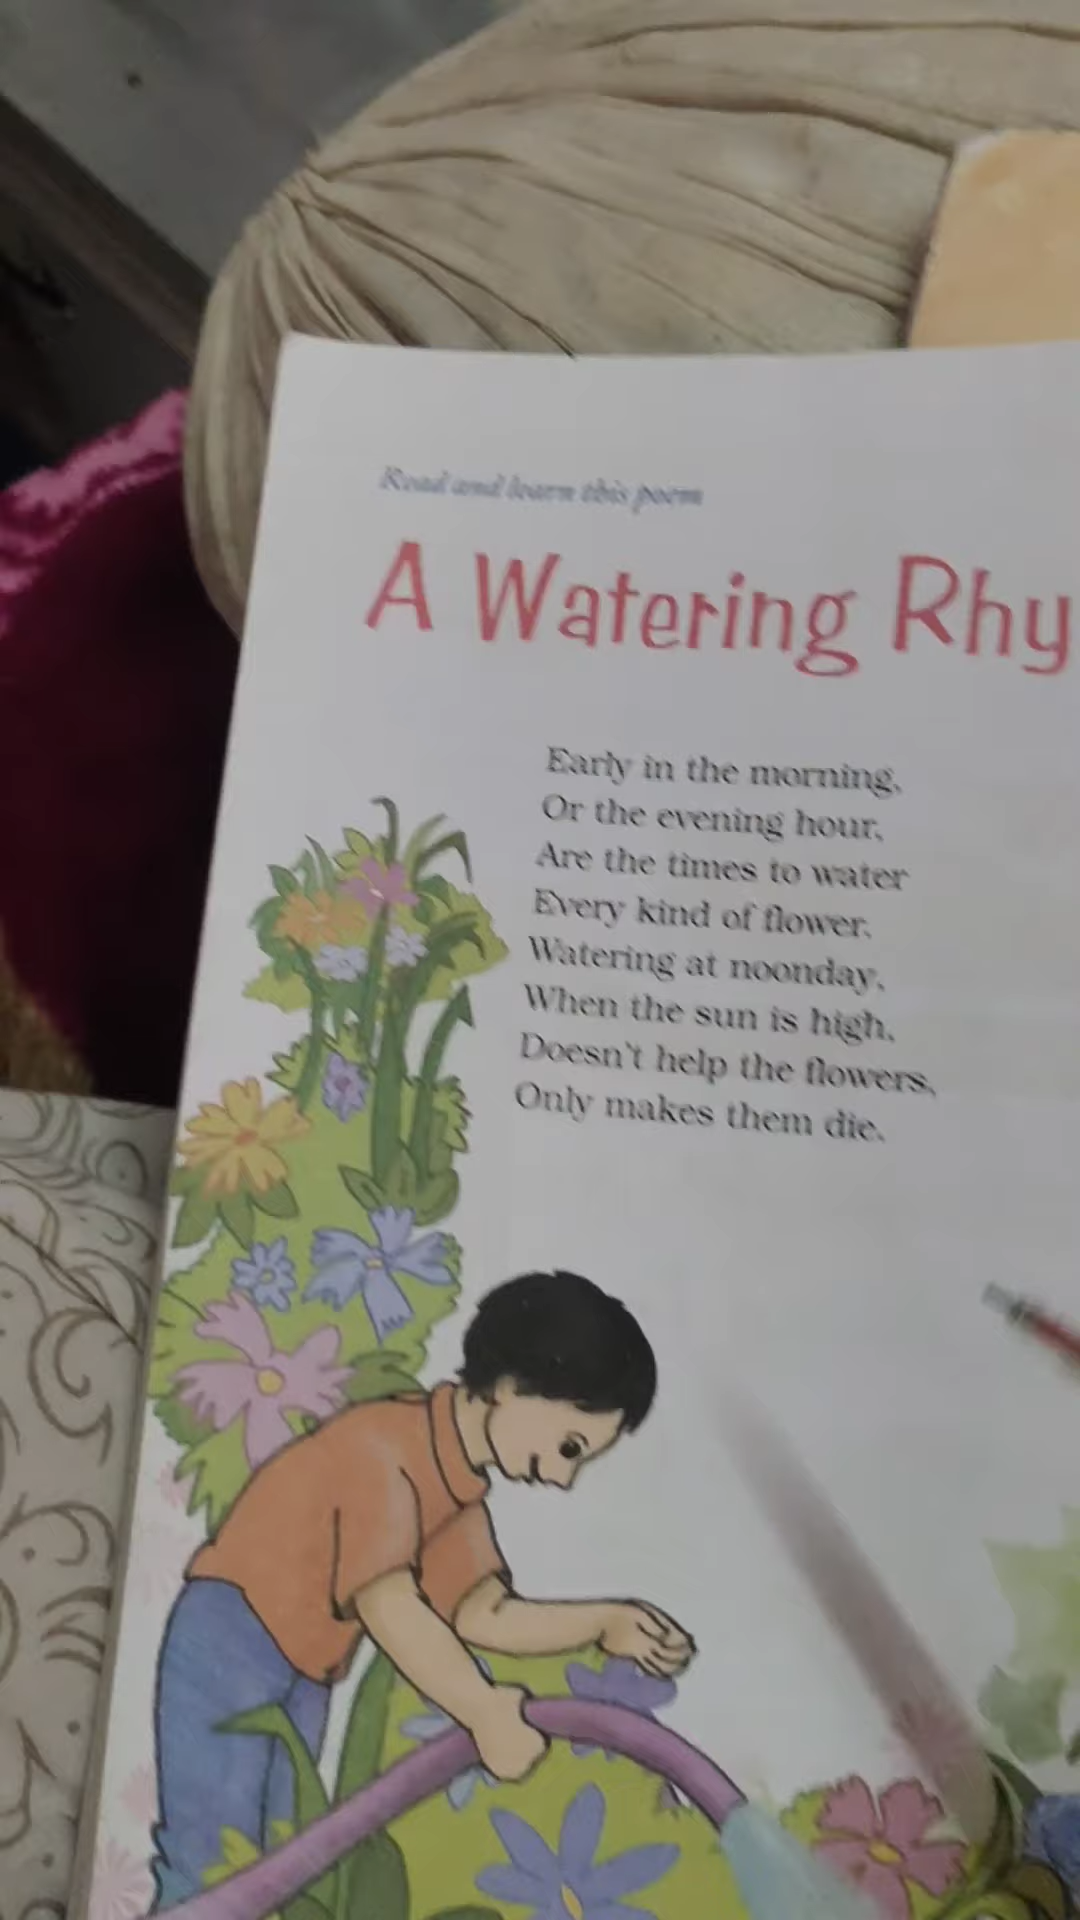 Read and learn this poem
A Watering Rhy
Early in the morning,
Or the evening hour,
Are the times to water
Every kind of flower.
Watering at noonday,
When the sun is high,
Doesn't help the flowers,
Only makes them die.